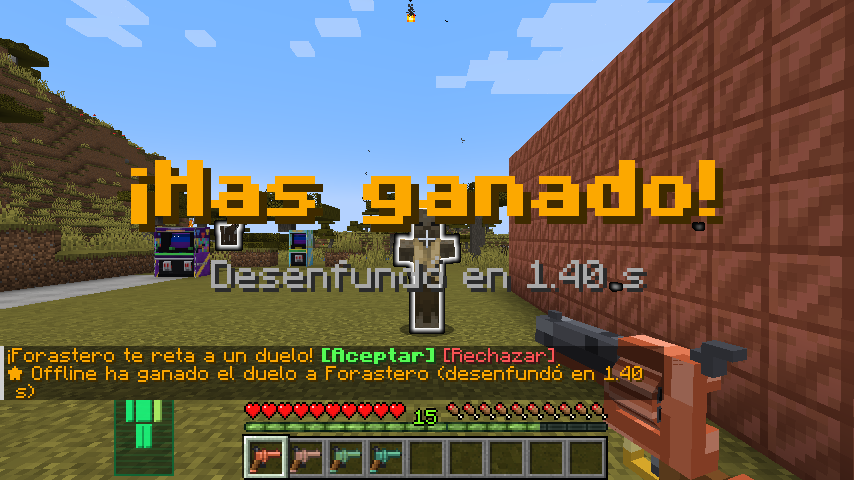 ¡Has ganado!
Desenfundó en 1.40 s
¡Forastero te reta a un duelo! [Aceptar] [Rechazar]
★ Offline ha ganado el duelo a Forastero (desenfundó en 1.40
s)
15